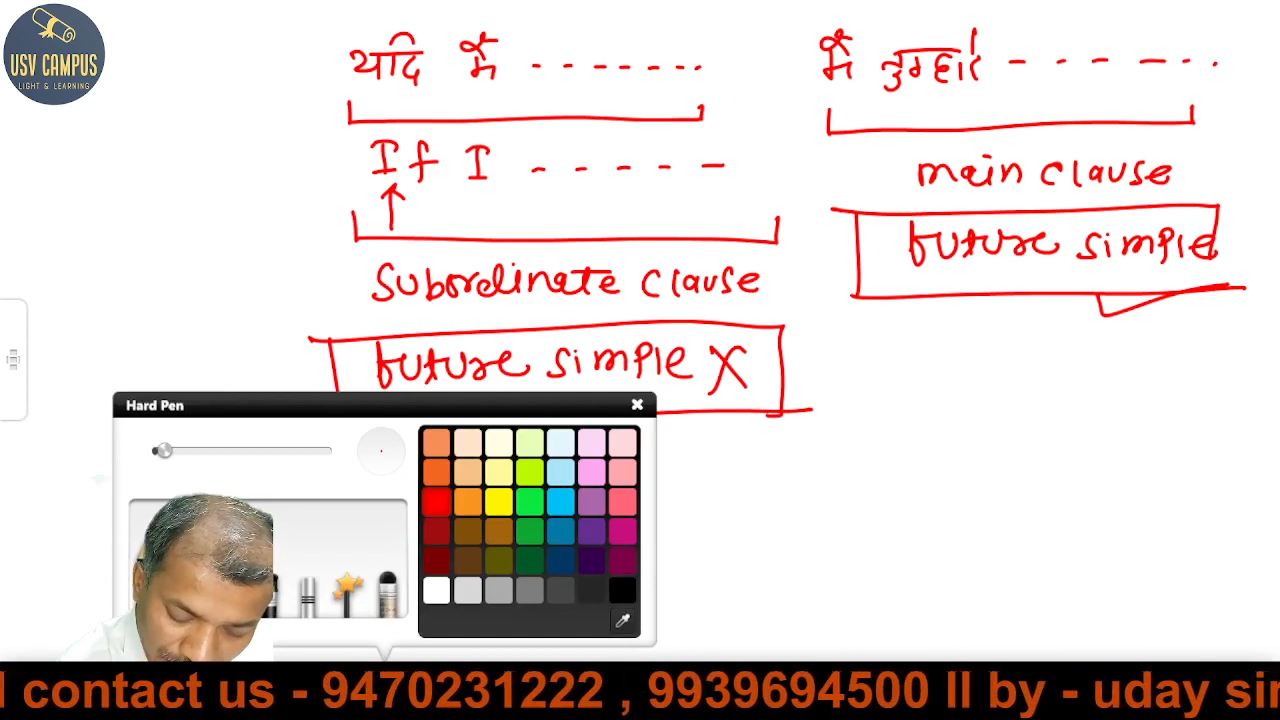 USV CAMPUS
LIGHT & LEARNING
यदि मैं - - - - - - -
मैं तुम्हारे - - - - - -
If I - - - - - -
main clause
future simple
subordinate clause
future simple X
Hard Pen
l contact us - 9470231222 , 9939694500 ll by - uday sin